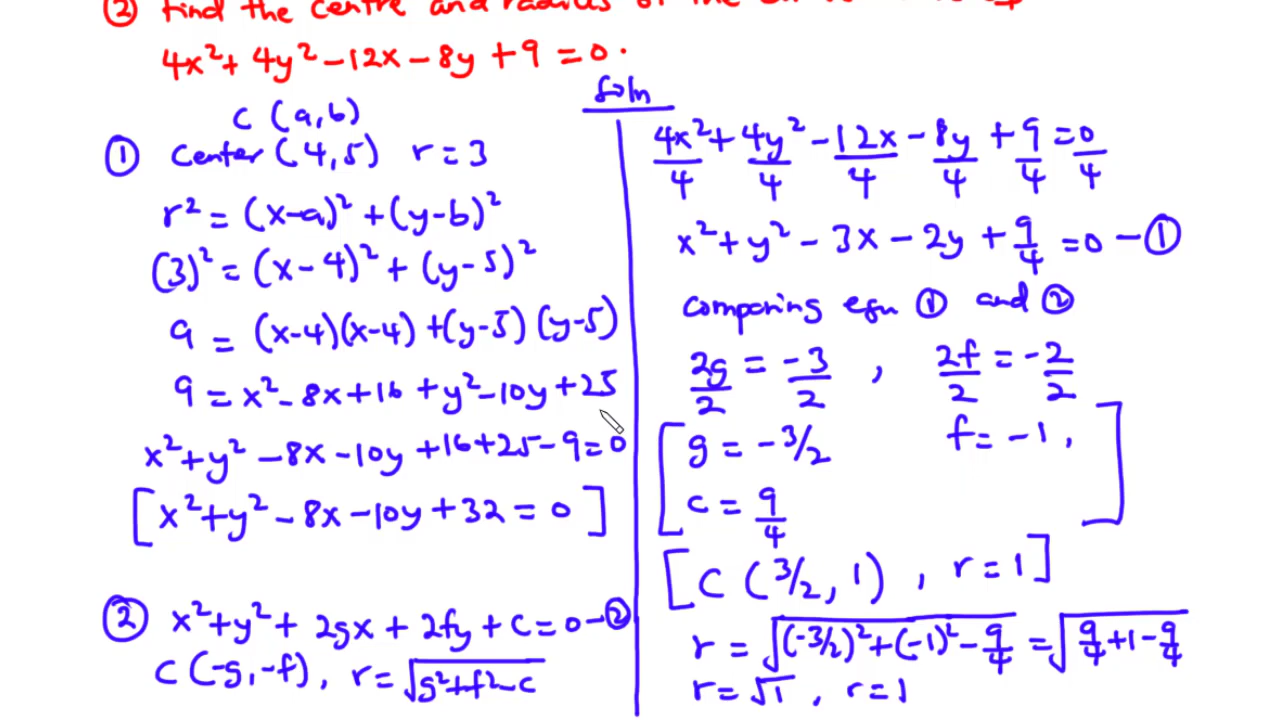 ② Find the centre and radius of the
4x² + 4y² – 12x – 8y + 9 = 0.
Soln
C (a, b)
① Center (4, 5) r = 3
r² = (x–a)² + (y–b)²
(3)² = (x – 4)² + (y – 5)²
9 = (x–4)(x–4) + (y–5)(y–5)
9 = x² – 8x + 16 + y² – 10y + 25
x² + y² – 8x – 10y + 16 + 25 – 9 = 0
[x² + y² – 8x – 10y + 32 = 0]
② x² + y² + 2gx + 2fy + c = 0 – ②
C (–g, –f), r = √(g² + f² – c)
4x²/4 + 4y²/4 – 12x/4 – 8y/4 + 9/4 = 0/4
x² + y² – 3x – 2y + 9/4 = 0 – ①
comparing eqn ① and ②
2g/2 = –3/2 , 2f/2 = –2/2
g = –3/2 f = –1,
c = 9/4
[C (3/2, 1) , r = 1]
r = √((–3/2)² + (–1)² – 9/4) = √(9/4 + 1 – 9/4)
r = √1 , r = 1